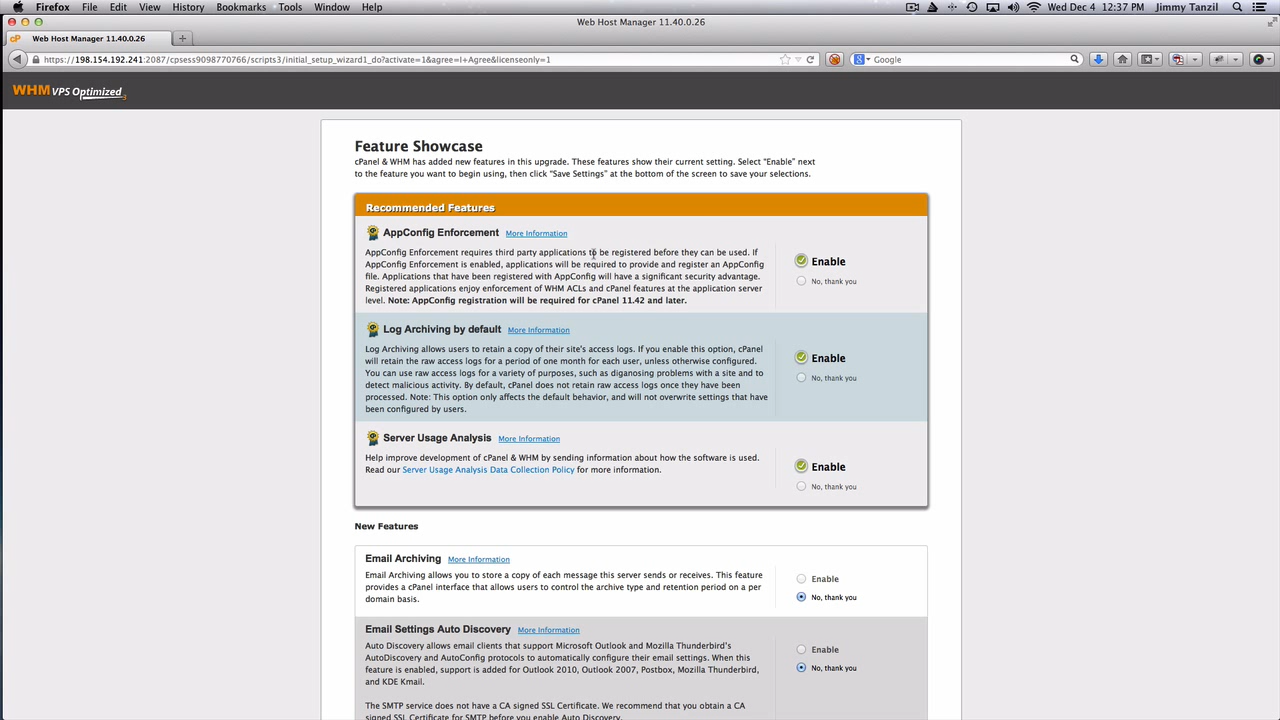 Firefox File Edit View History Bookmarks Tools Window Help Wed Dec 4 12:37 PM Jimmy Tanzil
Web Host Manager 11.40.0.26
cP Web Host Manager 11.40.0.26 +
https://198.154.192.241:2087/cpsess9098770766/scripts3/initial_setup_wizard1_do?activate=1&agree=I+Agree&licenseonly=1 Google
WHM VPS Optimized
Feature Showcase
cPanel & WHM has added new features in this upgrade. These features show their current setting. Select "Enable" next
to the feature you want to begin using, then click "Save Settings" at the bottom of the screen to save your selections.
Recommended Features
AppConfig Enforcement More Information
AppConfig Enforcement requires third party applications to be registered before they can be used. If
AppConfig Enforcement is enabled, applications will be required to provide and register an AppConfig
file. Applications that have been registered with AppConfig will have a significant security advantage.
Registered applications enjoy enforcement of WHM ACLs and cPanel features at the application server
level. Note: AppConfig registration will be required for cPanel 11.42 and later.
Enable
No, thank you
Log Archiving by default More Information
Log Archiving allows users to retain a copy of their site's access logs. If you enable this option, cPanel
will retain the raw access logs for a period of one month for each user, unless otherwise configured.
You can use raw access logs for a variety of purposes, such as diganosing problems with a site and to
detect malicious activity. By default, cPanel does not retain raw access logs once they have been
processed. Note: This option only affects the default behavior, and will not overwrite settings that have
been configured by users.
Enable
No, thank you
Server Usage Analysis More Information
Help improve development of cPanel & WHM by sending information about how the software is used.
Read our Server Usage Analysis Data Collection Policy for more information.
Enable
No, thank you
New Features
Email Archiving More Information
Email Archiving allows you to store a copy of each message this server sends or receives. This feature
provides a cPanel interface that allows users to control the archive type and retention period on a per
domain basis.
Enable
No, thank you
Email Settings Auto Discovery More Information
Auto Discovery allows email clients that support Microsoft Outlook and Mozilla Thunderbird's
AutoDiscovery and AutoConfig protocols to automatically configure their email settings. When this
feature is enabled, support is added for Outlook 2010, Outlook 2007, Postbox, Mozilla Thunderbird,
and KDE Kmail.
Enable
No, thank you
The SMTP service does not have a CA signed SSL Certificate. We recommend that you obtain a CA
signed SSL Certificate for SMTP before you enable Auto Discovery.